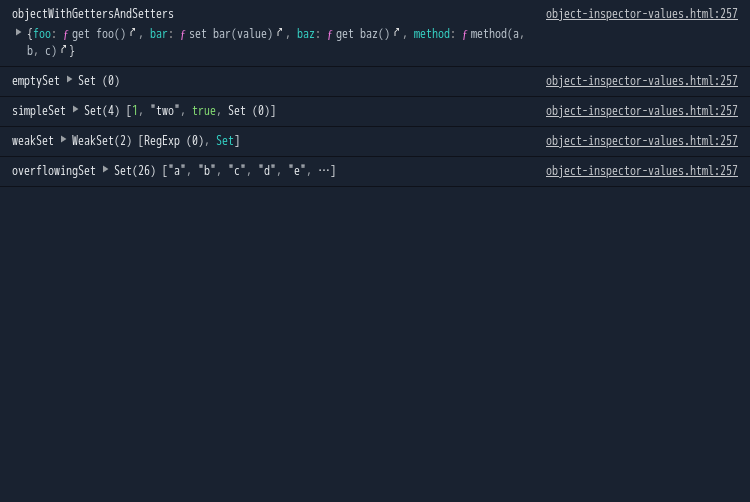 objectWithGettersAndSetters object-inspector-values.html:257
{foo: ƒ get foo(), bar: ƒ set bar(value), baz: ƒ get baz(), method: ƒ method(a,
b, c)}
emptySet Set (0) object-inspector-values.html:257
simpleSet Set(4) [1, "two", true, Set (0)] object-inspector-values.html:257
weakSet WeakSet(2) [RegExp (0), Set] object-inspector-values.html:257
overflowingSet Set(26) ["a", "b", "c", "d", "e", …] object-inspector-values.html:257